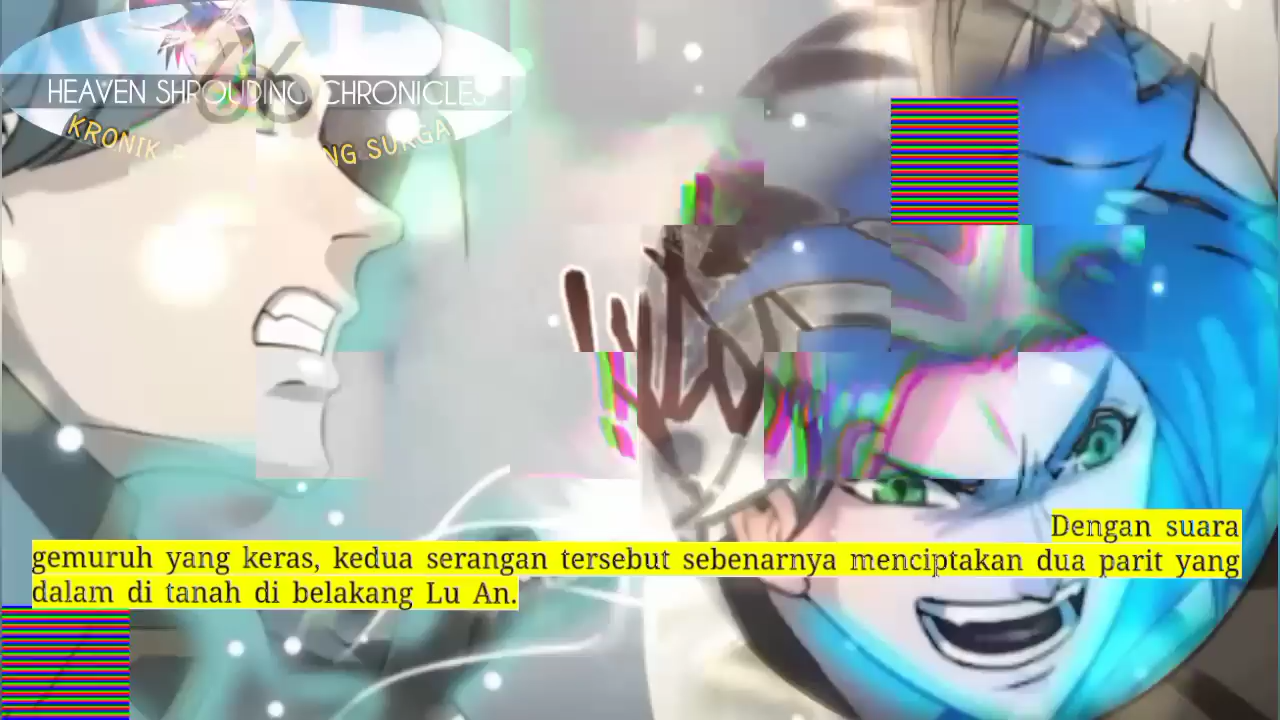 66
HEAVEN SHROUDING CHRONICLES
KRONIK NG SURGA
Dengan suara
gemuruh yang keras, kedua serangan tersebut sebenarnya menciptakan dua parit yang
dalam di tanah di belakang Lu An.